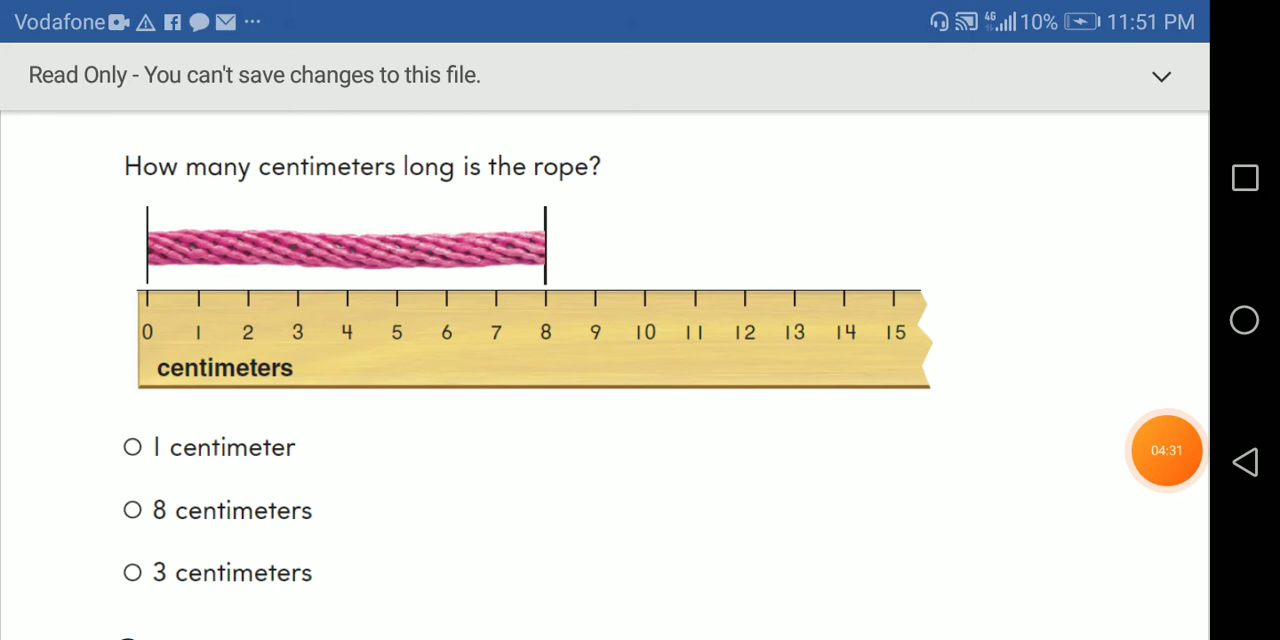 Vodafone ... 4G 10% 11:51 PM
Read Only - You can't save changes to this file.
How many centimeters long is the rope?
0 1 2 3 4 5 6 7 8 9 10 11 12 13 14 15
centimeters
1 centimeter
8 centimeters
04:31
3 centimeters